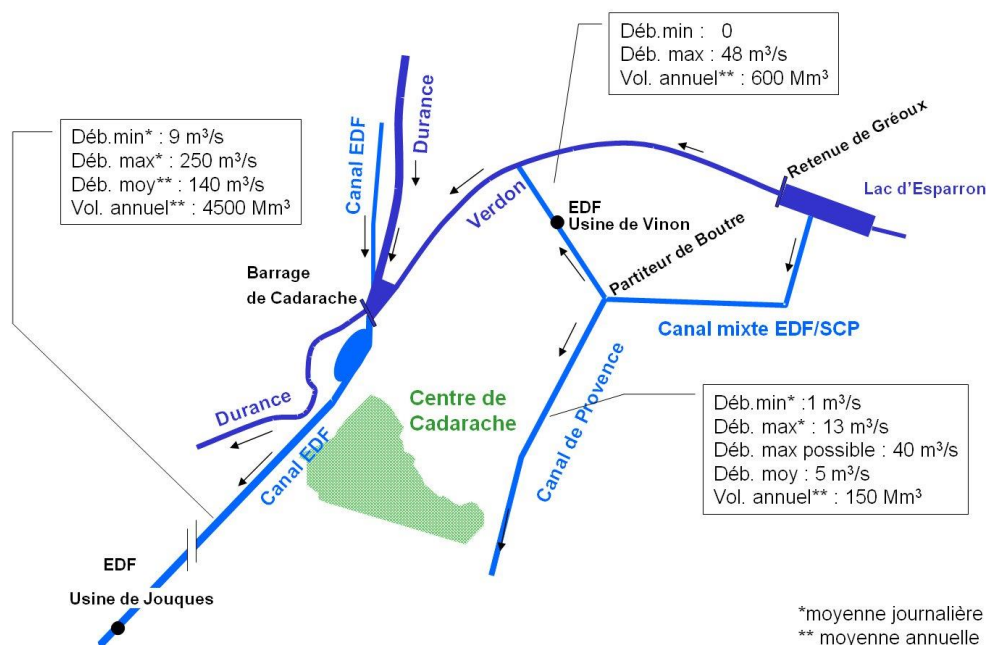 Déb.min : 0
Déb. max : 48 m³/s
Vol. annuel** : 600 Mm³
Déb.min* : 9 m³/s
Déb. max* : 250 m³/s
Déb. moy** : 140 m³/s
Vol. annuel** : 4500 Mm³
Canal EDF
Durance
Verdon
EDF
Usine de Vinon
Retenue de Gréoux
Lac d'Esparron
Partiteur de Boutre
Barrage
de Cadarache
Canal mixte EDF/SCP
Durance
Canal EDF
Centre de
Cadarache
Canal de Provence
Déb.min* :1 m³/s
Déb. max* : 13 m³/s
Déb. max possible : 40 m³/s
Déb. moy : 5 m³/s
Vol. annuel** : 150 Mm³
EDF
Usine de Jouques
*moyenne journalière
** moyenne annuelle